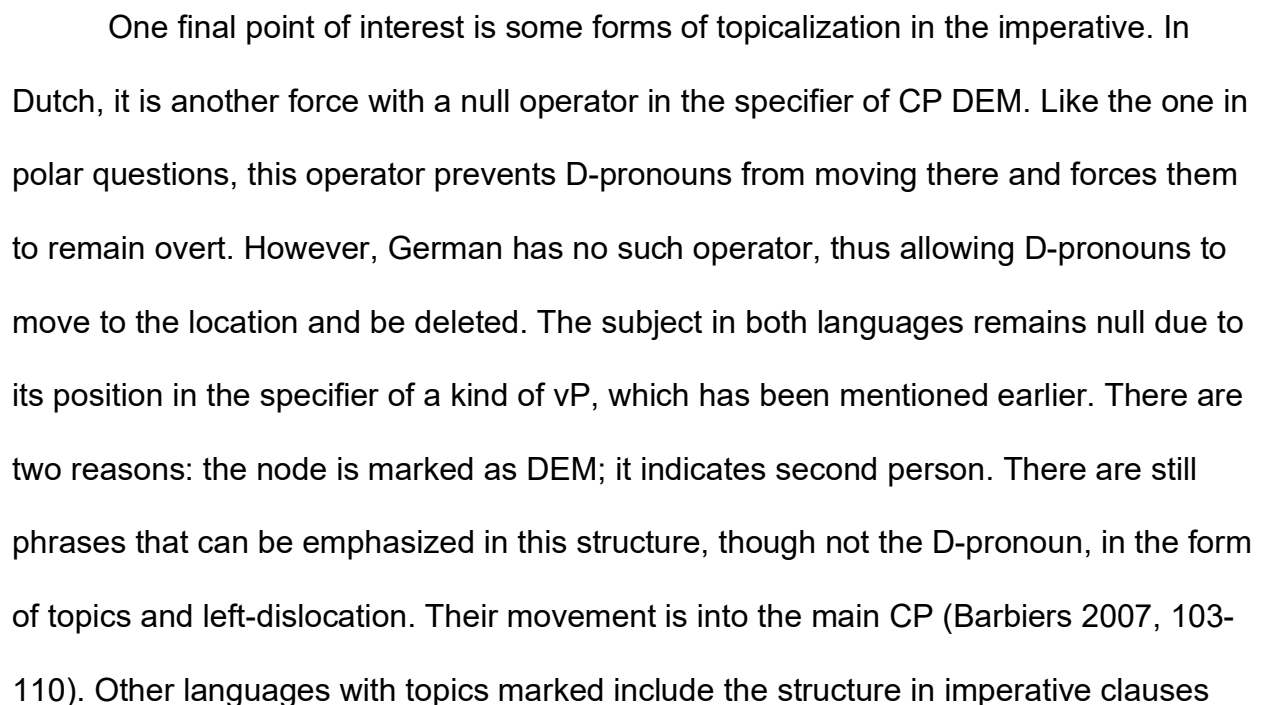 One final point of interest is some forms of topicalization in the imperative. In
Dutch, it is another force with a null operator in the specifier of CP DEM. Like the one in
polar questions, this operator prevents D-pronouns from moving there and forces them
to remain overt. However, German has no such operator, thus allowing D-pronouns to
move to the location and be deleted. The subject in both languages remains null due to
its position in the specifier of a kind of vP, which has been mentioned earlier. There are
two reasons: the node is marked as DEM; it indicates second person. There are still
phrases that can be emphasized in this structure, though not the D-pronoun, in the form
of topics and left-dislocation. Their movement is into the main CP (Barbiers 2007, 103-
110). Other languages with topics marked include the structure in imperative clauses